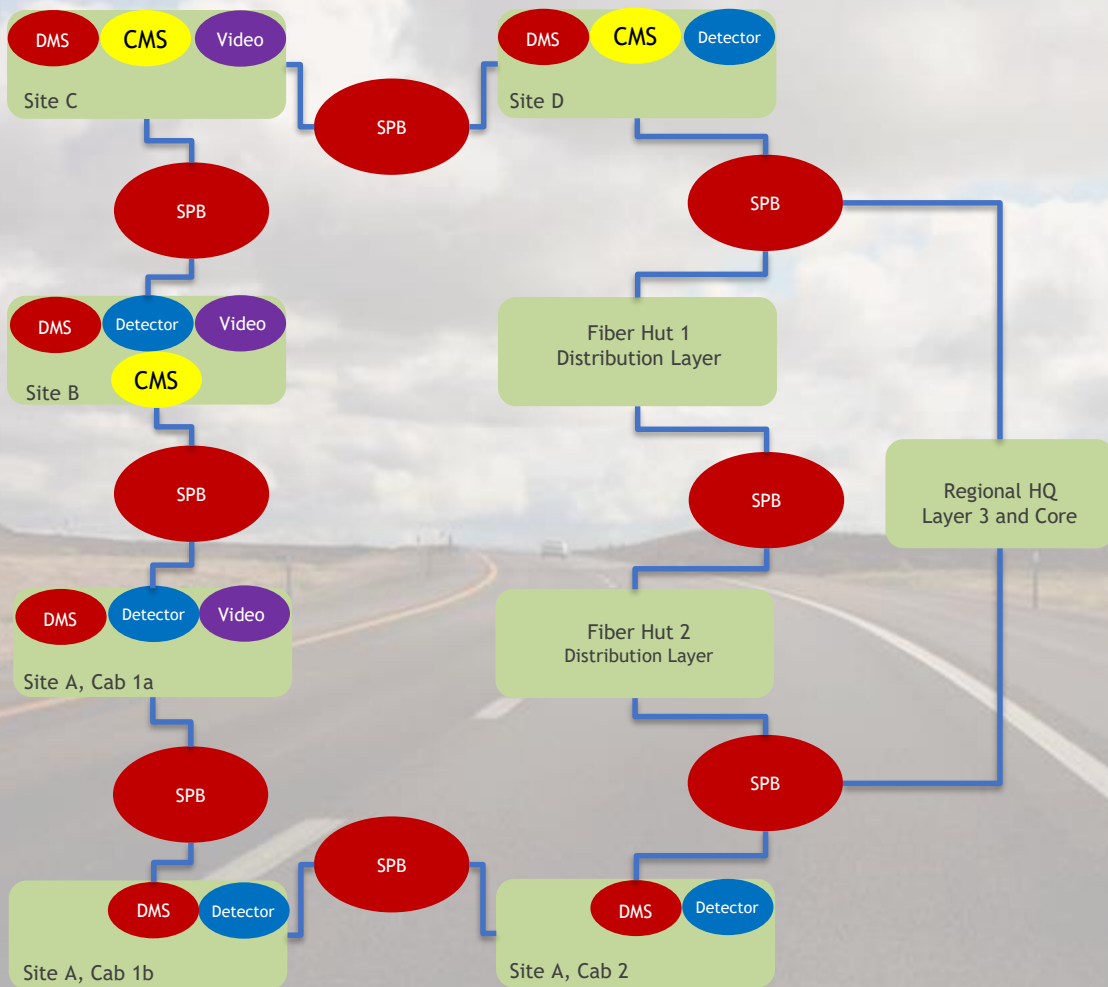 DMS
CMS
Video
Site C
SPB
DMS
CMS
Detector
Site D
SPB
SPB
DMS
Detector
Video
CMS
Site B
Fiber Hut 1
Distribution Layer
SPB
SPB
Regional HQ
Layer 3 and Core
DMS
Detector
Video
Site A, Cab 1a
Fiber Hut 2
Distribution Layer
SPB
SPB
SPB
DMS
Detector
Site A, Cab 1b
DMS
Detector
Site A, Cab 2